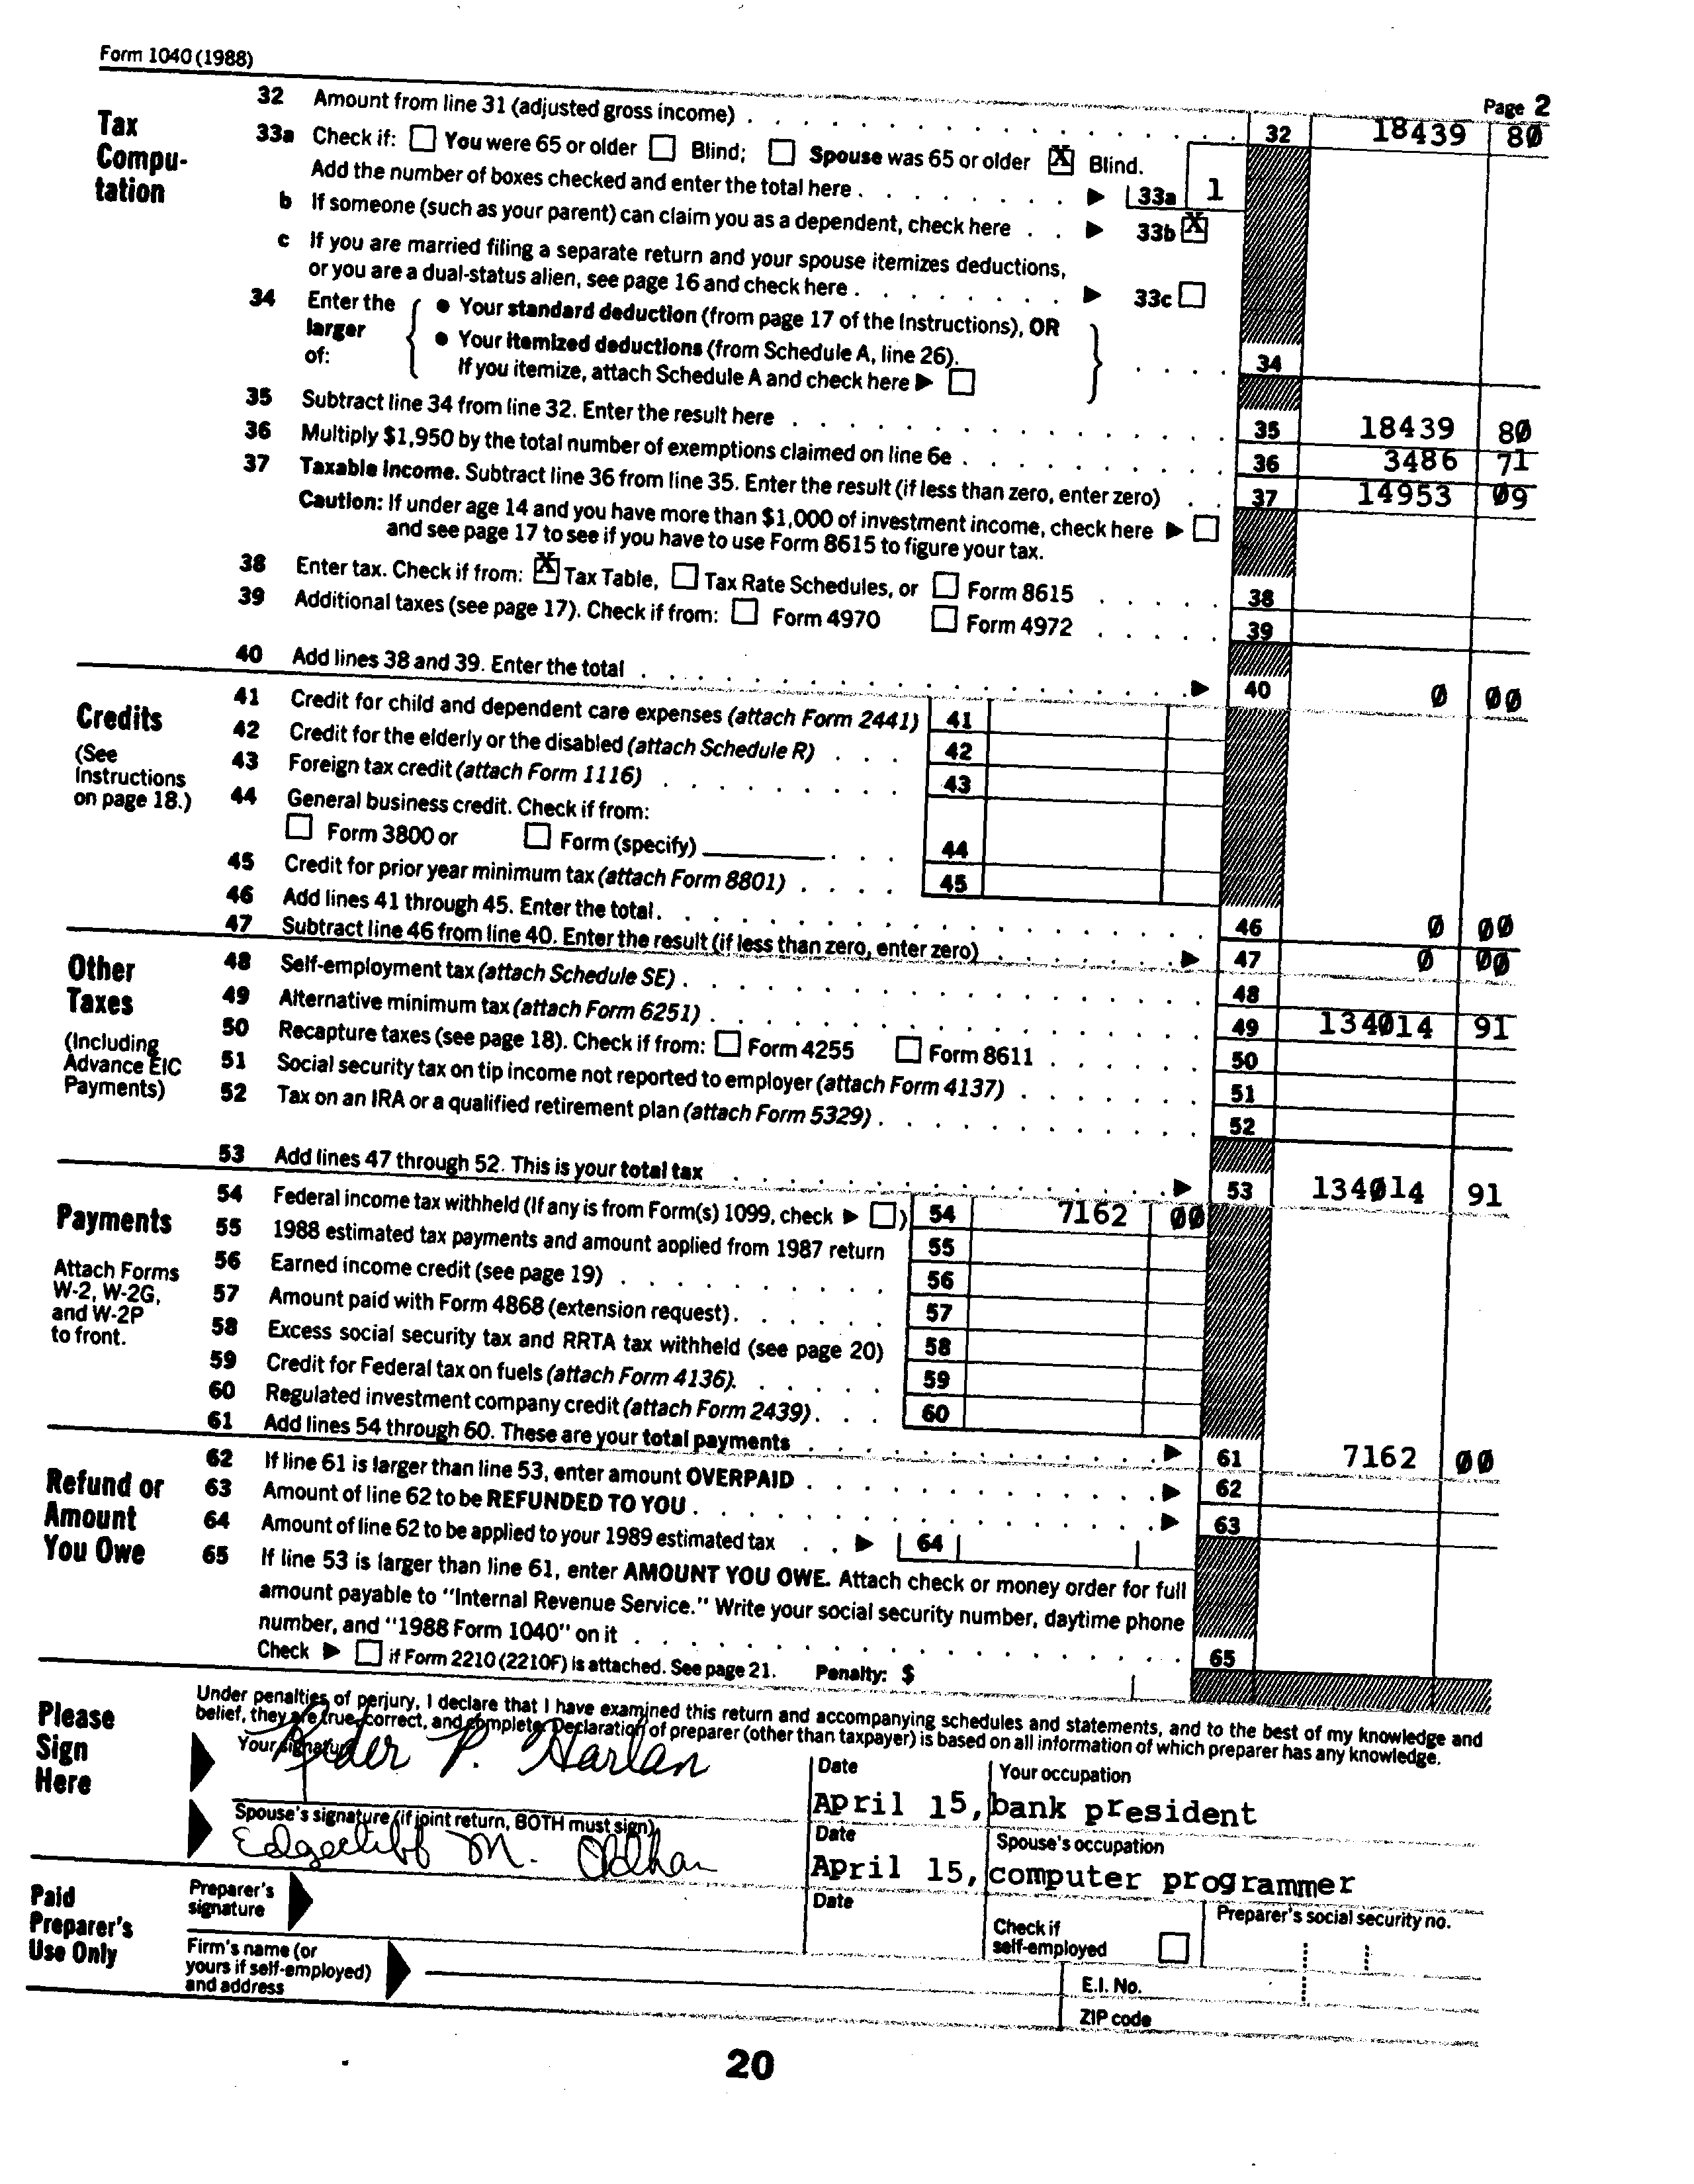 Form 1040 (1988)
Page 2
Tax Compu-tation
32 Amount from line 31 (adjusted gross income) . . . 32 18439 80
33a Check if: You were 65 or older Blind; Spouse was 65 or older X Blind.
Add the number of boxes checked and enter the total here . . . 33a 1
b If someone (such as your parent) can claim you as a dependent, check here . . 33b X
c If you are married filing a separate return and your spouse itemizes deductions,
or you are a dual-status alien, see page 16 and check here . . . 33c
34 Enter the larger of:
• Your standard deduction (from page 17 of the Instructions), OR
• Your itemized deductions (from Schedule A, line 26).
If you itemize, attach Schedule A and check here . . . 34
35 Subtract line 34 from line 32. Enter the result here . . . 35 18439 80
36 Multiply $1,950 by the total number of exemptions claimed on line 6e . . . 36 3486 71
37 Taxable income. Subtract line 36 from line 35. Enter the result (if less than zero, enter zero) . . 37 14953 09
Caution: If under age 14 and you have more than $1,000 of investment income, check here
and see page 17 to see if you have to use Form 8615 to figure your tax.
38 Enter tax. Check if from: X Tax Table, Tax Rate Schedules, or Form 8615 . . . 38
39 Additional taxes (see page 17). Check if from: Form 4970 Form 4972 . . . 39
40 Add lines 38 and 39. Enter the total . . . 40 0 00
Credits
(See Instructions on page 18.)
41 Credit for child and dependent care expenses (attach Form 2441) 41
42 Credit for the elderly or the disabled (attach Schedule R) . . . 42
43 Foreign tax credit (attach Form 1116) . . . 43
44 General business credit. Check if from:
Form 3800 or Form (specify) . . . 44
45 Credit for prior year minimum tax (attach Form 8801) . . . 45
46 Add lines 41 through 45. Enter the total . . . 46 0 00
47 Subtract line 46 from line 40. Enter the result (if less than zero, enter zero) . . . 47 0 00
Other Taxes
(Including Advance EIC Payments)
48 Self-employment tax (attach Schedule SE) . . . 48
49 Alternative minimum tax (attach Form 6251) . . . 49 134014 91
50 Recapture taxes (see page 18). Check if from: Form 4255 Form 8611 . . . 50
51 Social security tax on tip income not reported to employer (attach Form 4137) . . . 51
52 Tax on an IRA or a qualified retirement plan (attach Form 5329) . . . 52
53 Add lines 47 through 52. This is your total tax . . . 53 134014 91
Payments
Attach Forms W-2, W-2G, and W-2P to front.
54 Federal income tax withheld (If any is from Form(s) 1099, check ) 54 7162 00
55 1988 estimated tax payments and amount applied from 1987 return 55
56 Earned income credit (see page 19) . . . 56
57 Amount paid with Form 4868 (extension request) . . . 57
58 Excess social security tax and RRTA tax withheld (see page 20) 58
59 Credit for Federal tax on fuels (attach Form 4136) . . . 59
60 Regulated investment company credit (attach Form 2439) . . . 60
61 Add lines 54 through 60. These are your total payments . . . 61 7162 00
Refund or Amount You Owe
62 If line 61 is larger than line 53, enter amount OVERPAID . . . 62
63 Amount of line 62 to be REFUNDED TO YOU . . . 63
64 Amount of line 62 to be applied to your 1989 estimated tax . . 64
65 If line 53 is larger than line 61, enter AMOUNT YOU OWE. Attach check or money order for full
amount payable to "Internal Revenue Service." Write your social security number, daytime phone
number, and "1988 Form 1040" on it . . . 65
Check if Form 2210 (2210F) is attached. See page 21. Penalty: $
Please Sign Here
Under penalties of perjury, I declare that I have examined this return and accompanying schedules and statements, and to the best of my knowledge and
belief, they are true, correct, and complete. Declaration of preparer (other than taxpayer) is based on all information of which preparer has any knowledge.
Your signature P. Harlan
Date April 15,
Your occupation bank president
Spouse's signature (if joint return, BOTH must sign) Edgecliff M. Oldham
Date April 15,
Spouse's occupation computer programmer
Paid Preparer's Use Only
Preparer's signature
Date
Check if self-employed
Preparer's social security no.
Firm's name (or yours if self-employed) and address
E.I. No.
ZIP code
20